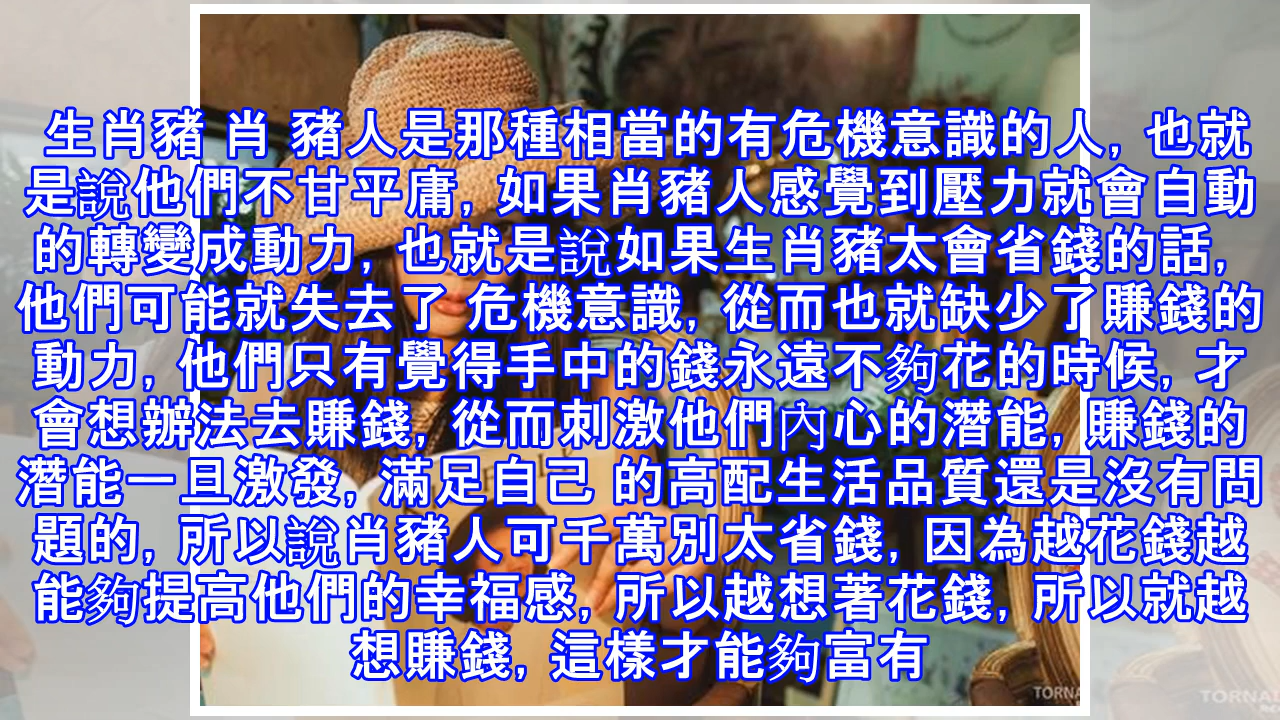 生肖豬 肖 豬人是那種相當的有危機意識的人, 也就
是說他們不甘平庸, 如果肖豬人感覺到壓力就會自動
的轉變成動力, 也就是說如果生肖豬太會省錢的話,
他們可能就失去了 危機意識, 從而也就缺少了賺錢的
動力, 他們只有覺得手中的錢永遠不夠花的時候, 才
會想辦法去賺錢, 從而刺激他們內心的潛能, 賺錢的
潛能一旦激發, 滿足自己 的高配生活品質還是沒有問
題的, 所以說肖豬人可千萬別太省錢, 因為越花錢越
能夠提高他們的幸福感, 所以越想著花錢, 所以就越
想賺錢, 這樣才能夠富有